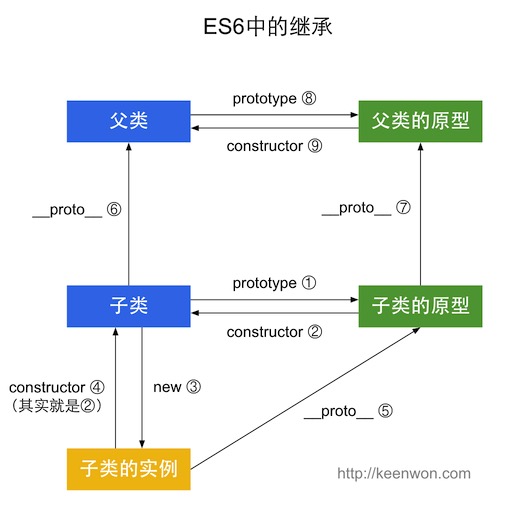 ES6中的继承
prototype ⑧
父类
父类的原型
constructor ⑨
__proto__ ⑥
__proto__ ⑦
prototype ①
子类
子类的原型
constructor ②
constructor ④
（其实就是②）
new ③
__proto__ ⑤
子类的实例
http://keenwon.com